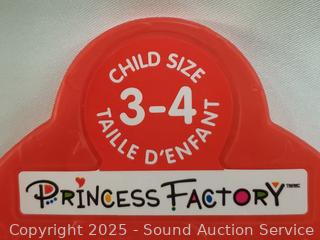 CHILD SIZE
3-4
TAILLE D'ENFANT
PRINCESS FACTORY
Copyright 2025 - Sound Auction Service